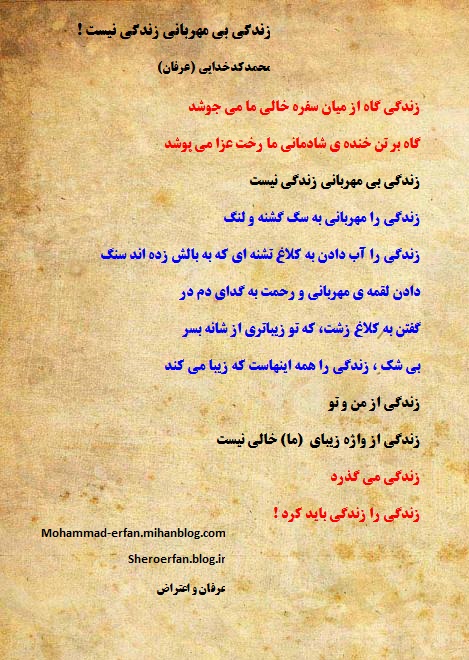 زندگی بی مهربانی زندگی نیست !
محمدکدخدایی (عرفان)
زندگی گاه از میان سفره خالی ما می جوشد
گاه بر تن خنده ی شادمانی ما رخت عزا می پوشد
زندگی بی مهربانی زندگی نیست
زندگی را مهربانی به سگ گشنه و لنگ
زندگی را آب دادن به کلاغ تشنه ای که به بالش زده اند سنگ
دادن لقمه ی مهربانی و رحمت به گدای دم در
گفتن به کلاغ زشت، که تو زیباتری از شانه بسر
بی شک ، زندگی را همه اینهاست که زیبا می کند
زندگی از من و تو
زندگی از واژه زیبای (ما) خالی نیست
زندگی می گذرد
زندگی را زندگی باید کرد !
Mohammad-erfan.mihanblog.com
Sheroerfan.blog.ir
عرفان و اعتراض